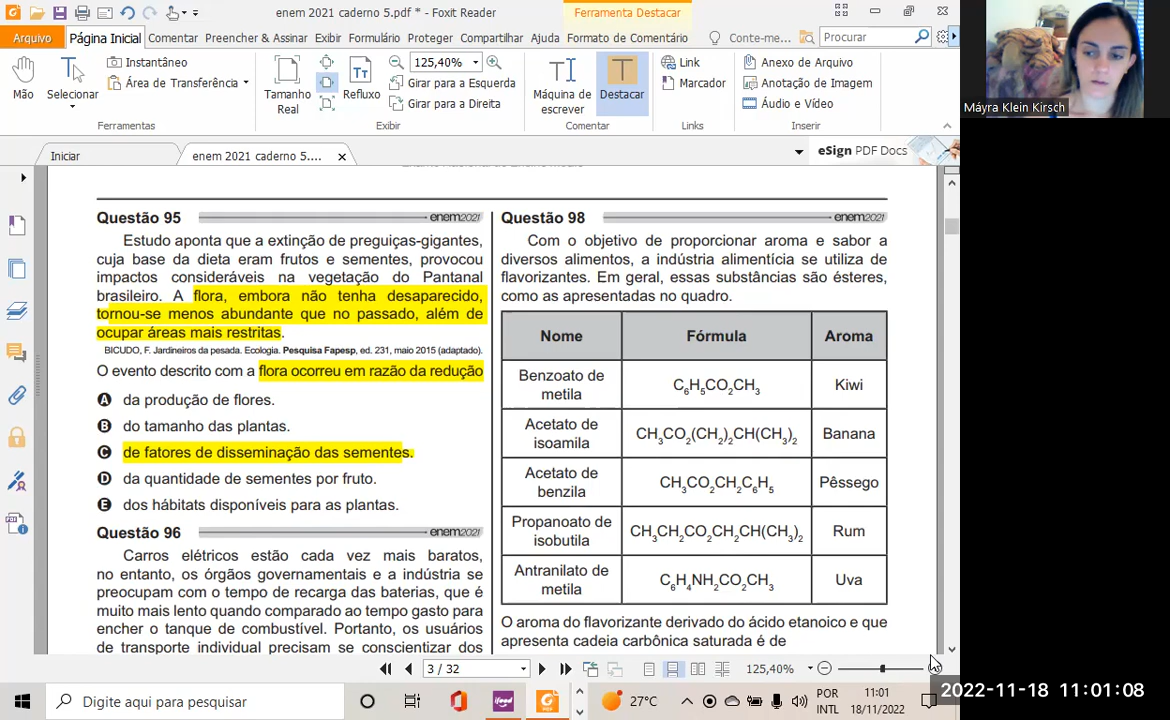 enem 2021 caderno 5.pdf * - Foxit Reader
Ferramenta Destacar
Arquivo
Página Inicial
Comentar
Preencher & Assinar
Exibir
Formulário
Proteger
Compartilhar
Ajuda
Formato de Comentário
Conte-me...
Procurar
Mão
Selecionar
Instantâneo
Área de Transferência
Tamanho Real
Refluxo
125,40%
Girar para a Esquerda
Girar para a Direita
Máquina de escrever
Destacar
Link
Marcador
Anexo de Arquivo
Anotação de Imagem
Áudio e Vídeo
Ferramentas
Exibir
Comentar
Links
Inserir
Máyra Klein Kirsch
Iniciar
enem 2021 caderno 5....
eSign PDF Docs
Questão 95
enem2021
Estudo aponta que a extinção de preguiças-gigantes,
cuja base da dieta eram frutos e sementes, provocou
impactos consideráveis na vegetação do Pantanal
brasileiro. A flora, embora não tenha desaparecido,
tornou-se menos abundante que no passado, além de
ocupar áreas mais restritas.
BICUDO, F. Jardineiros da pesada. Ecologia. Pesquisa Fapesp, ed. 231, maio 2015 (adaptado).
O evento descrito com a flora ocorreu em razão da redução
A da produção de flores.
B do tamanho das plantas.
C de fatores de disseminação das sementes.
D da quantidade de sementes por fruto.
E dos hábitats disponíveis para as plantas.
Questão 96
enem2021
Carros elétricos estão cada vez mais baratos,
no entanto, os órgãos governamentais e a indústria se
preocupam com o tempo de recarga das baterias, que é
muito mais lento quando comparado ao tempo gasto para
encher o tanque de combustível. Portanto, os usuários
de transporte individual precisam se conscientizar dos
Questão 98
enem2021
Com o objetivo de proporcionar aroma e sabor a
diversos alimentos, a indústria alimentícia se utiliza de
flavorizantes. Em geral, essas substâncias são ésteres,
como as apresentadas no quadro.
Nome Fórmula Aroma
Benzoato de metila C6H5CO2CH3 Kiwi
Acetato de isoamila CH3CO2(CH2)2CH(CH3)2 Banana
Acetato de benzila CH3CO2CH2C6H5 Pêssego
Propanoato de isobutila CH3CH2CO2CH2CH(CH3)2 Rum
Antranilato de metila C6H4NH2CO2CH3 Uva
O aroma do flavorizante derivado do ácido etanoico e que
apresenta cadeia carbônica saturada é de
3 / 32
125,40%
Digite aqui para pesquisar
27°C
POR
INTL
11:01
18/11/2022
2022-11-18 11:01:08